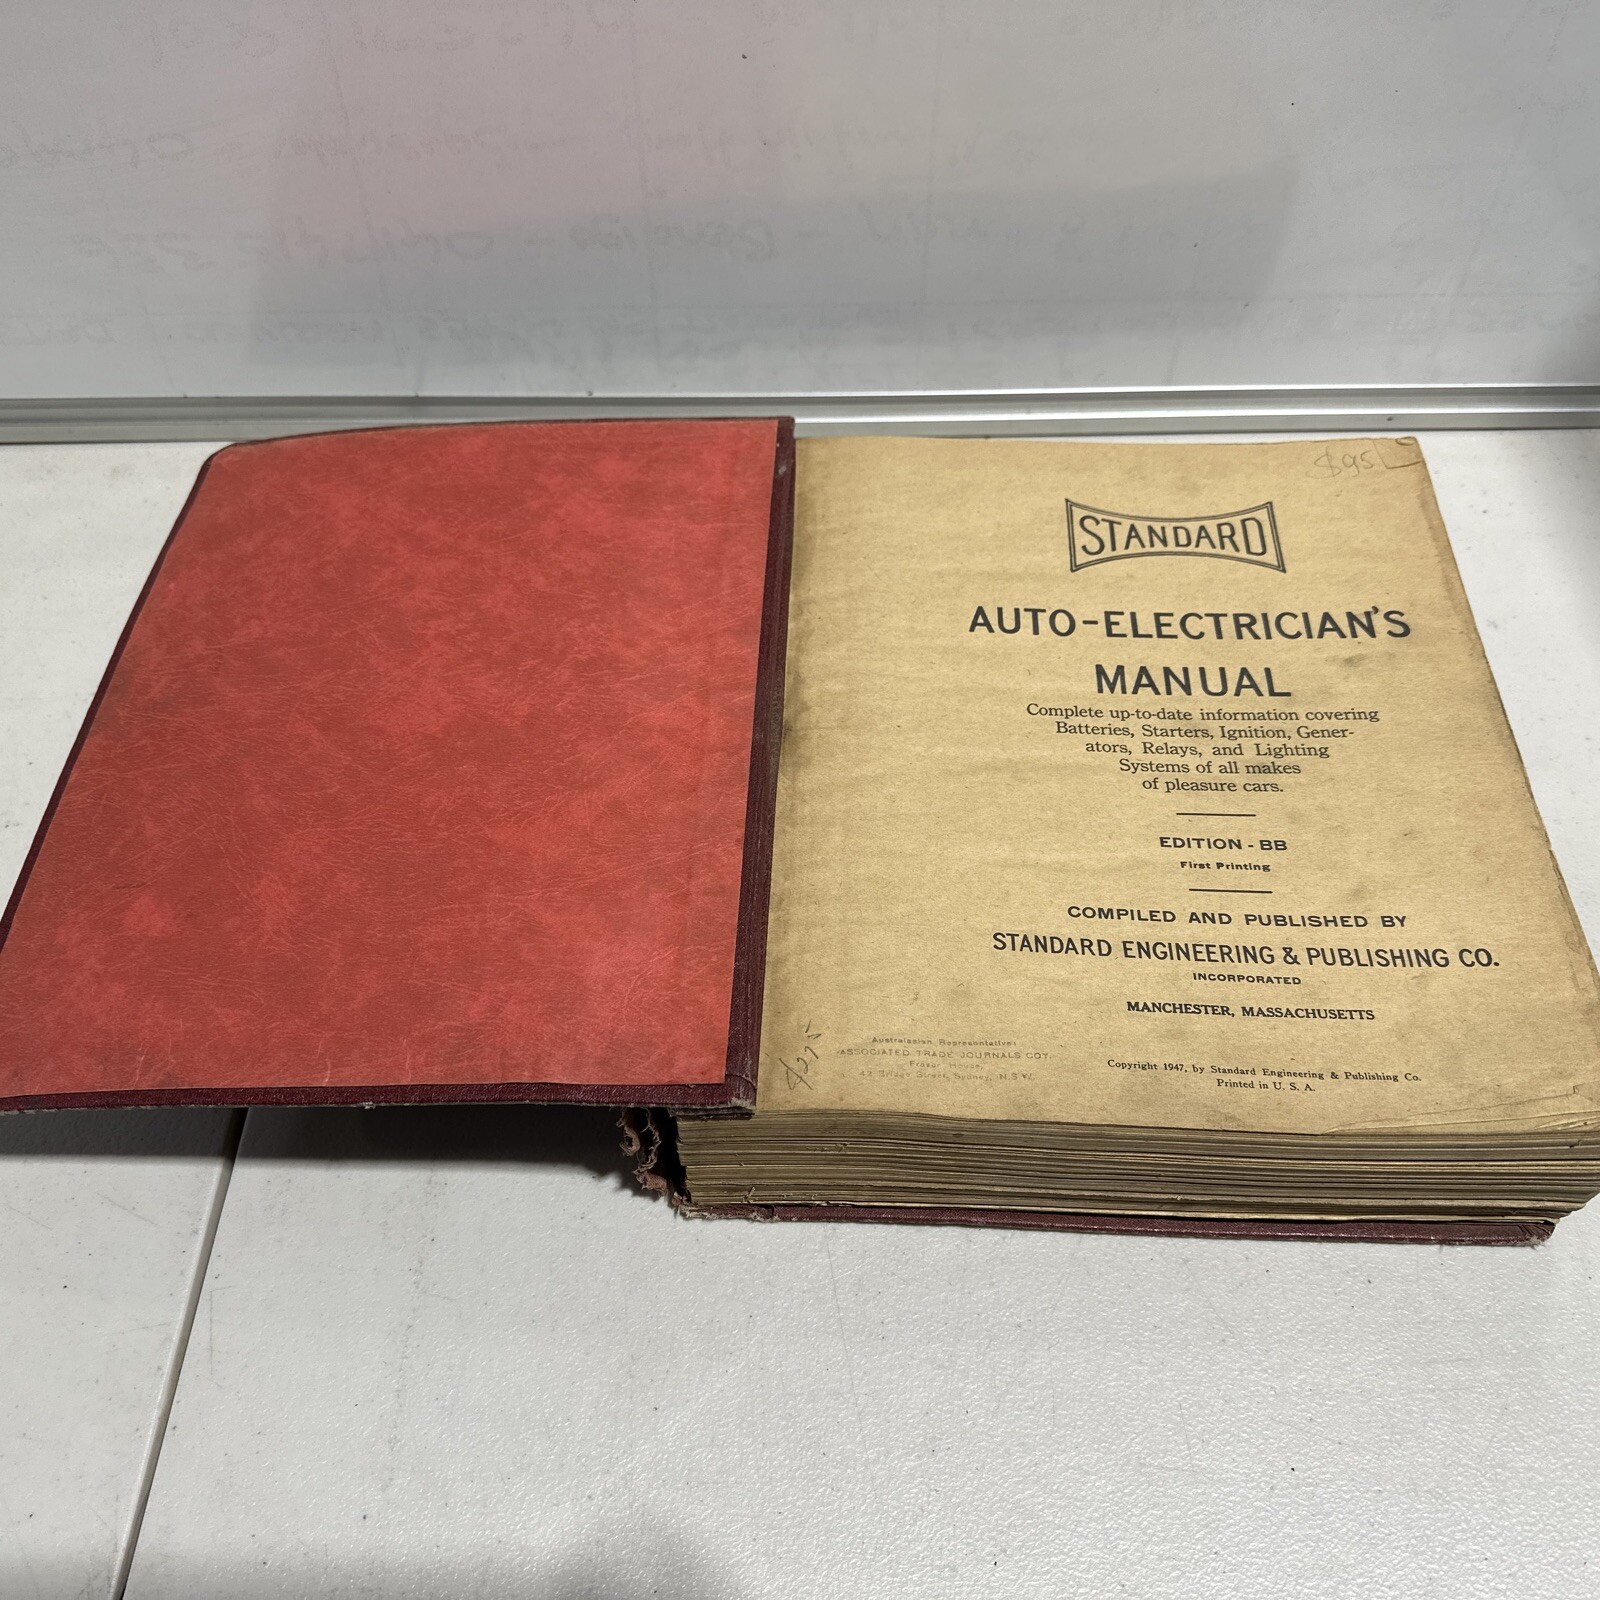 $95
STANDARD
AUTO-ELECTRICIAN'S
MANUAL
Complete up-to-date information covering
Batteries, Starters, Ignition, Gener-
ators, Relays, and Lighting
Systems of all makes
of pleasure cars.
EDITION - BB
First Printing
COMPILED AND PUBLISHED BY
STANDARD ENGINEERING & PUBLISHING CO.
INCORPORATED
MANCHESTER, MASSACHUSETTS
Australasian Representative:
ASSOCIATED TRADE JOURNALS COY.
House,
42 Street, Sydney, N.S.W.
Copyright 1947, by Standard Engineering & Publishing Co.
Printed in U. S. A.